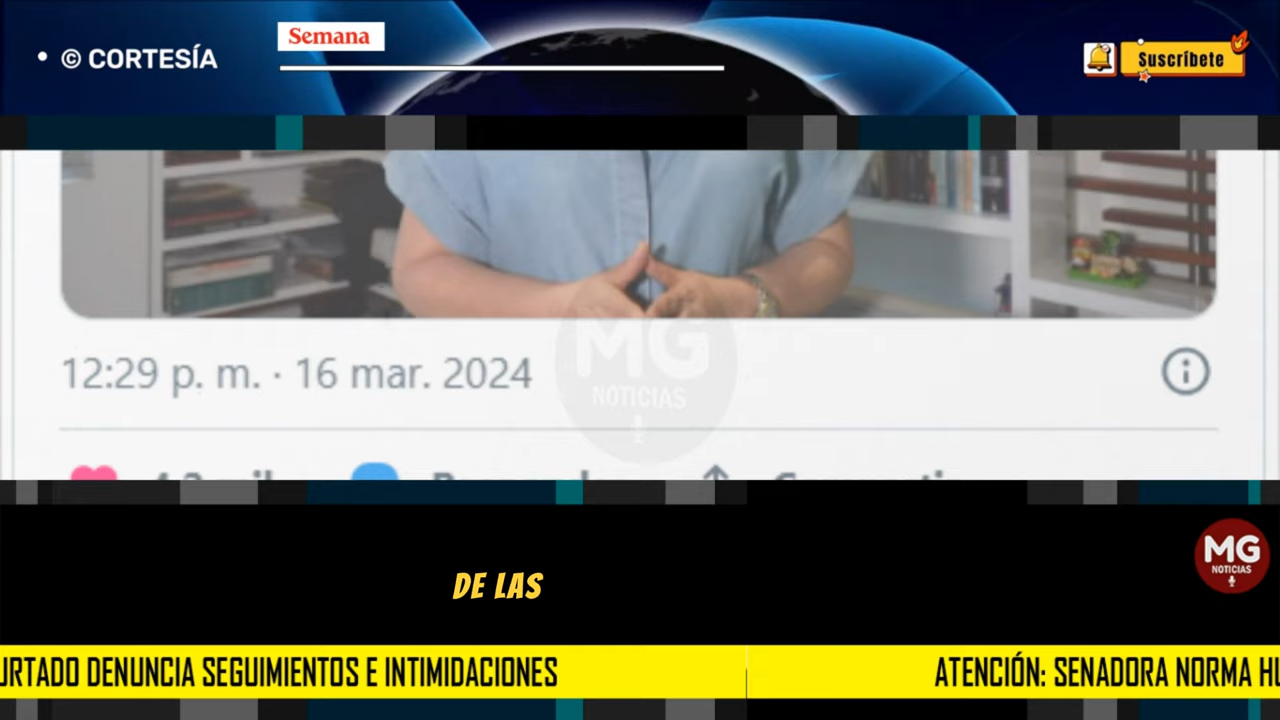 • © CORTESÍA
Semana
Suscríbete
MG
NOTICIAS
12:29 p. m. · 16 mar. 2024
DE LAS
MG
NOTICIAS
URTADO DENUNCIA SEGUIMIENTOS E INTIMIDACIONES
ATENCIÓN: SENADORA NORMA HU